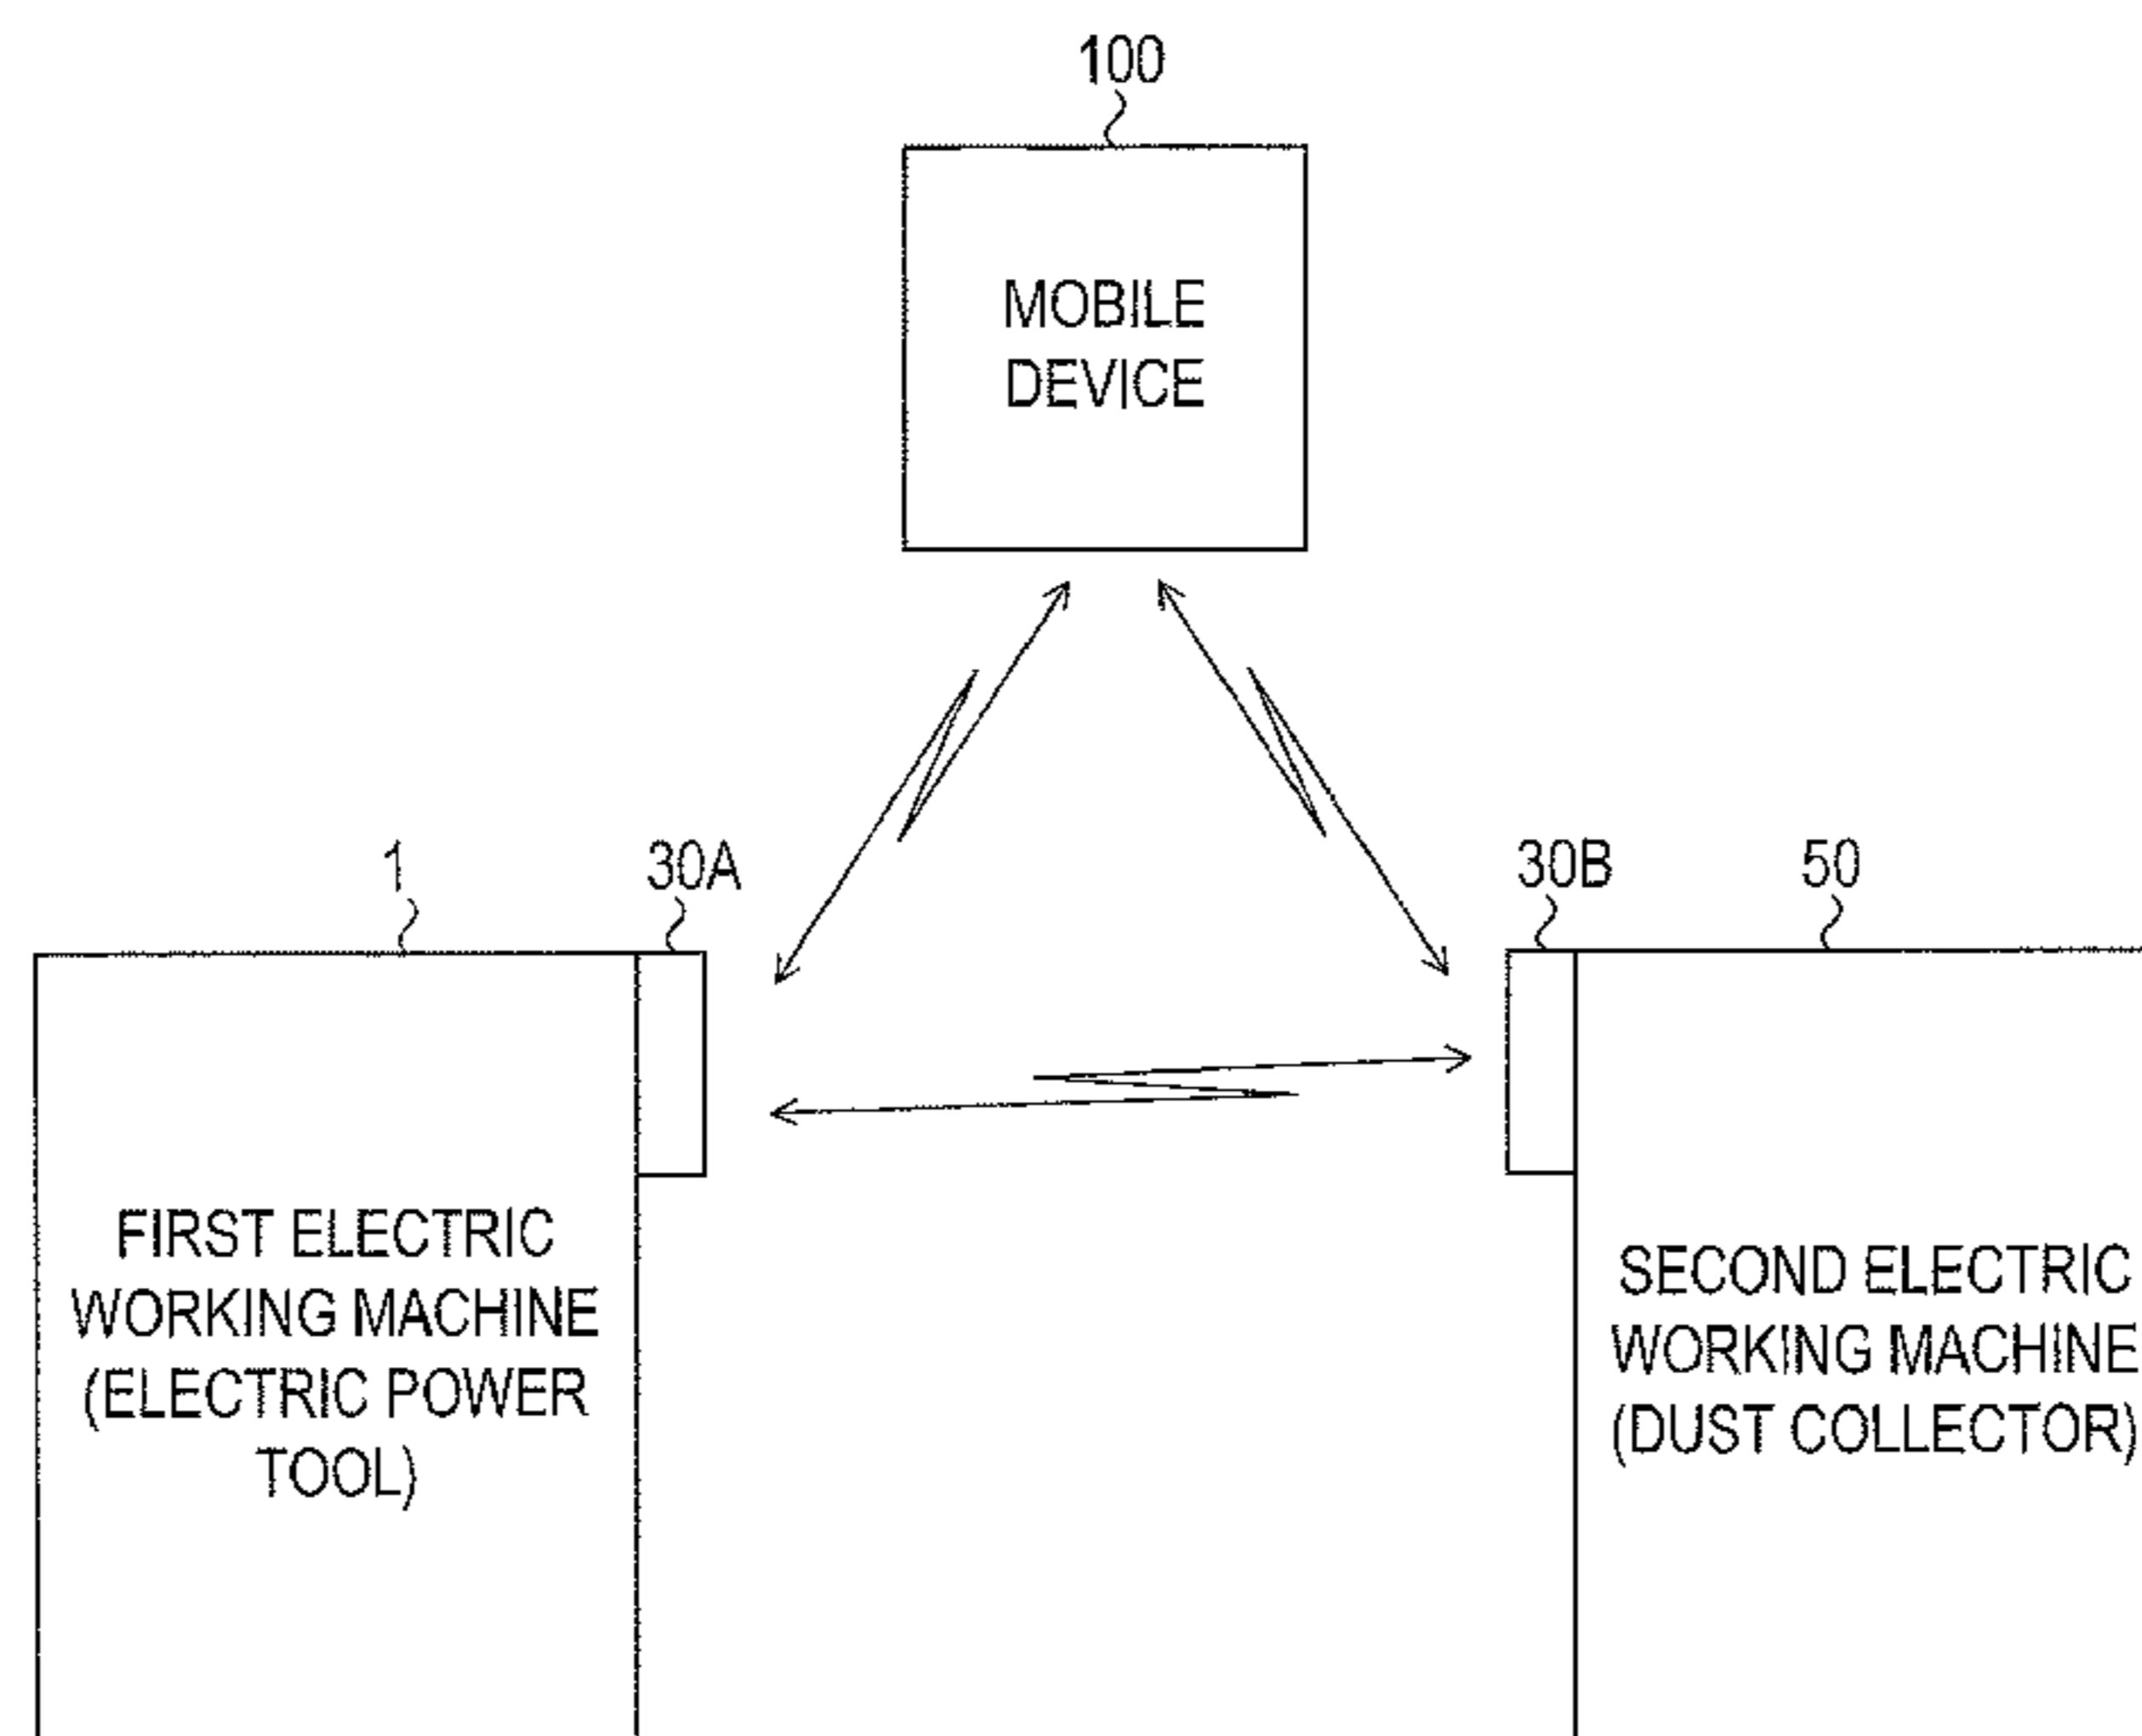 100
MOBILE
DEVICE
1
30A
30B
50
FIRST ELECTRIC
WORKING MACHINE
(ELECTRIC POWER
TOOL)
SECOND ELECTRIC
WORKING MACHINE
(DUST COLLECTOR)